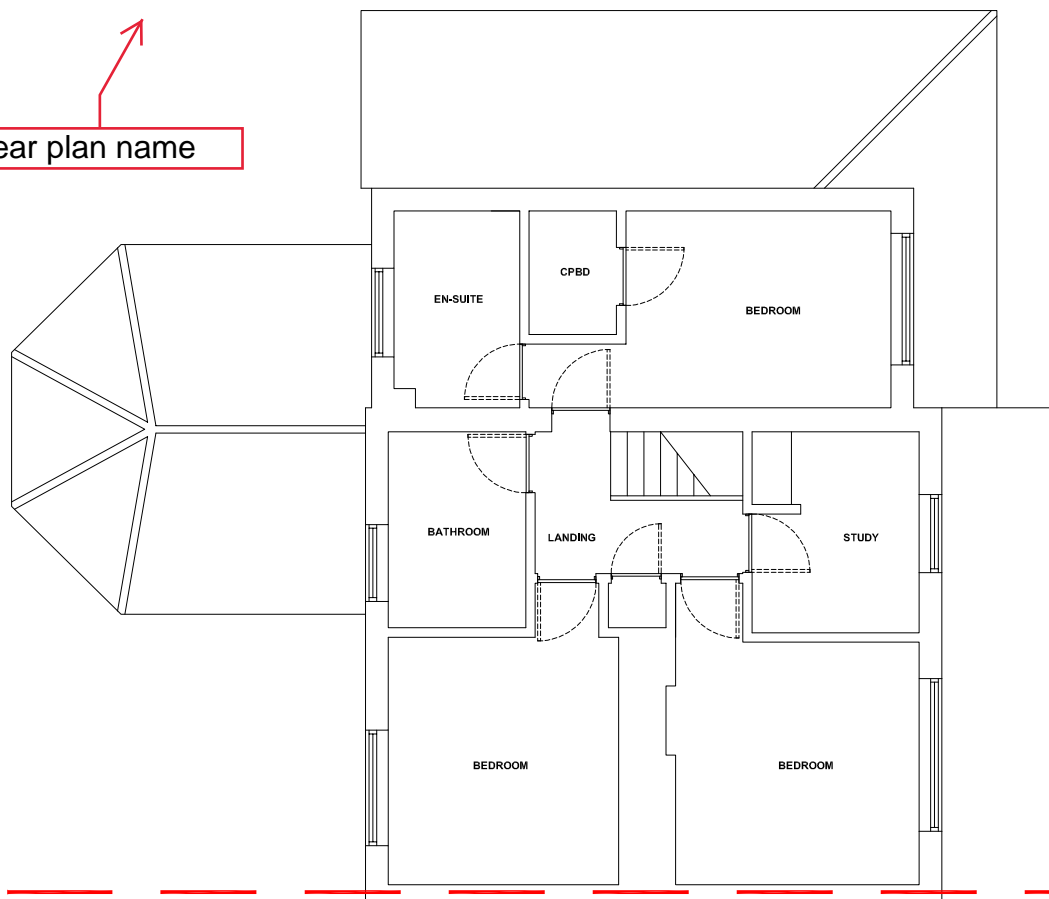 ear plan name
CPBD
EN-SUITE
BEDROOM
BATHROOM
LANDING
STUDY
BEDROOM
BEDROOM